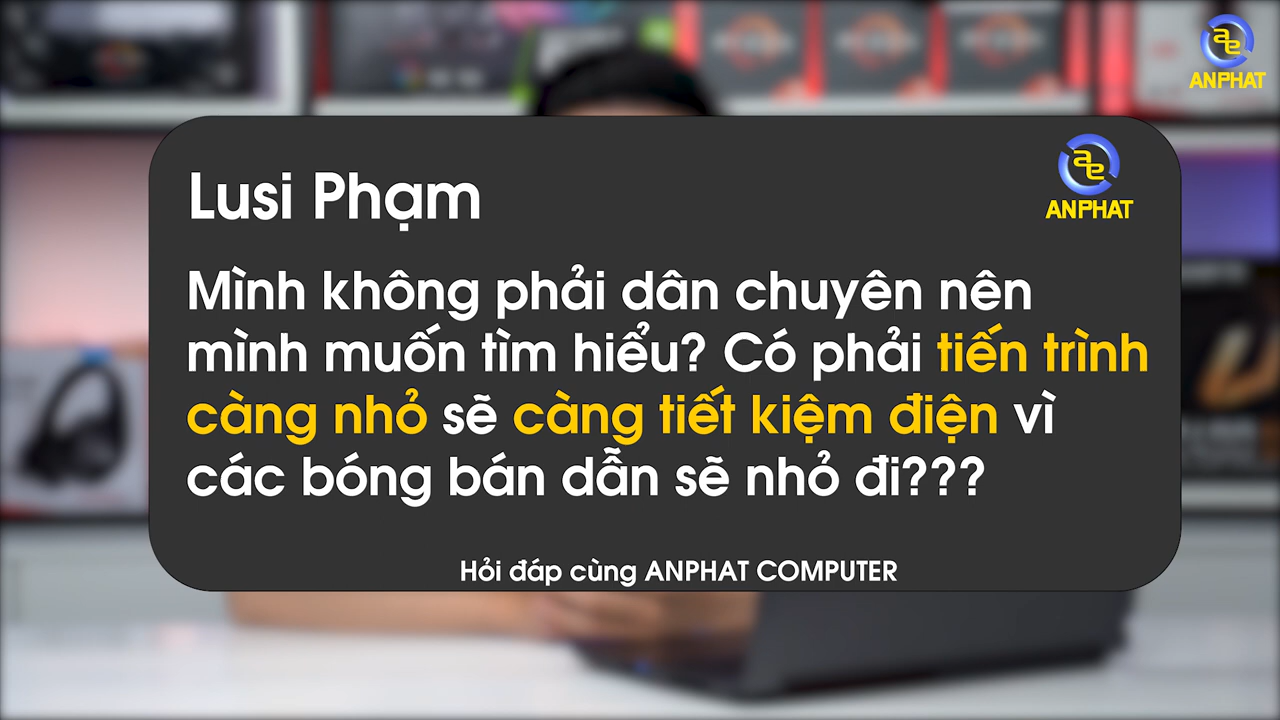 ae
ANPHAT
Lusi Phạm
ae
ANPHAT
Mình không phải dân chuyên nên
mình muốn tìm hiểu? Có phải tiến trình
càng nhỏ sẽ càng tiết kiệm điện vì
các bóng bán dẫn sẽ nhỏ đi???
Hỏi đáp cùng ANPHAT COMPUTER